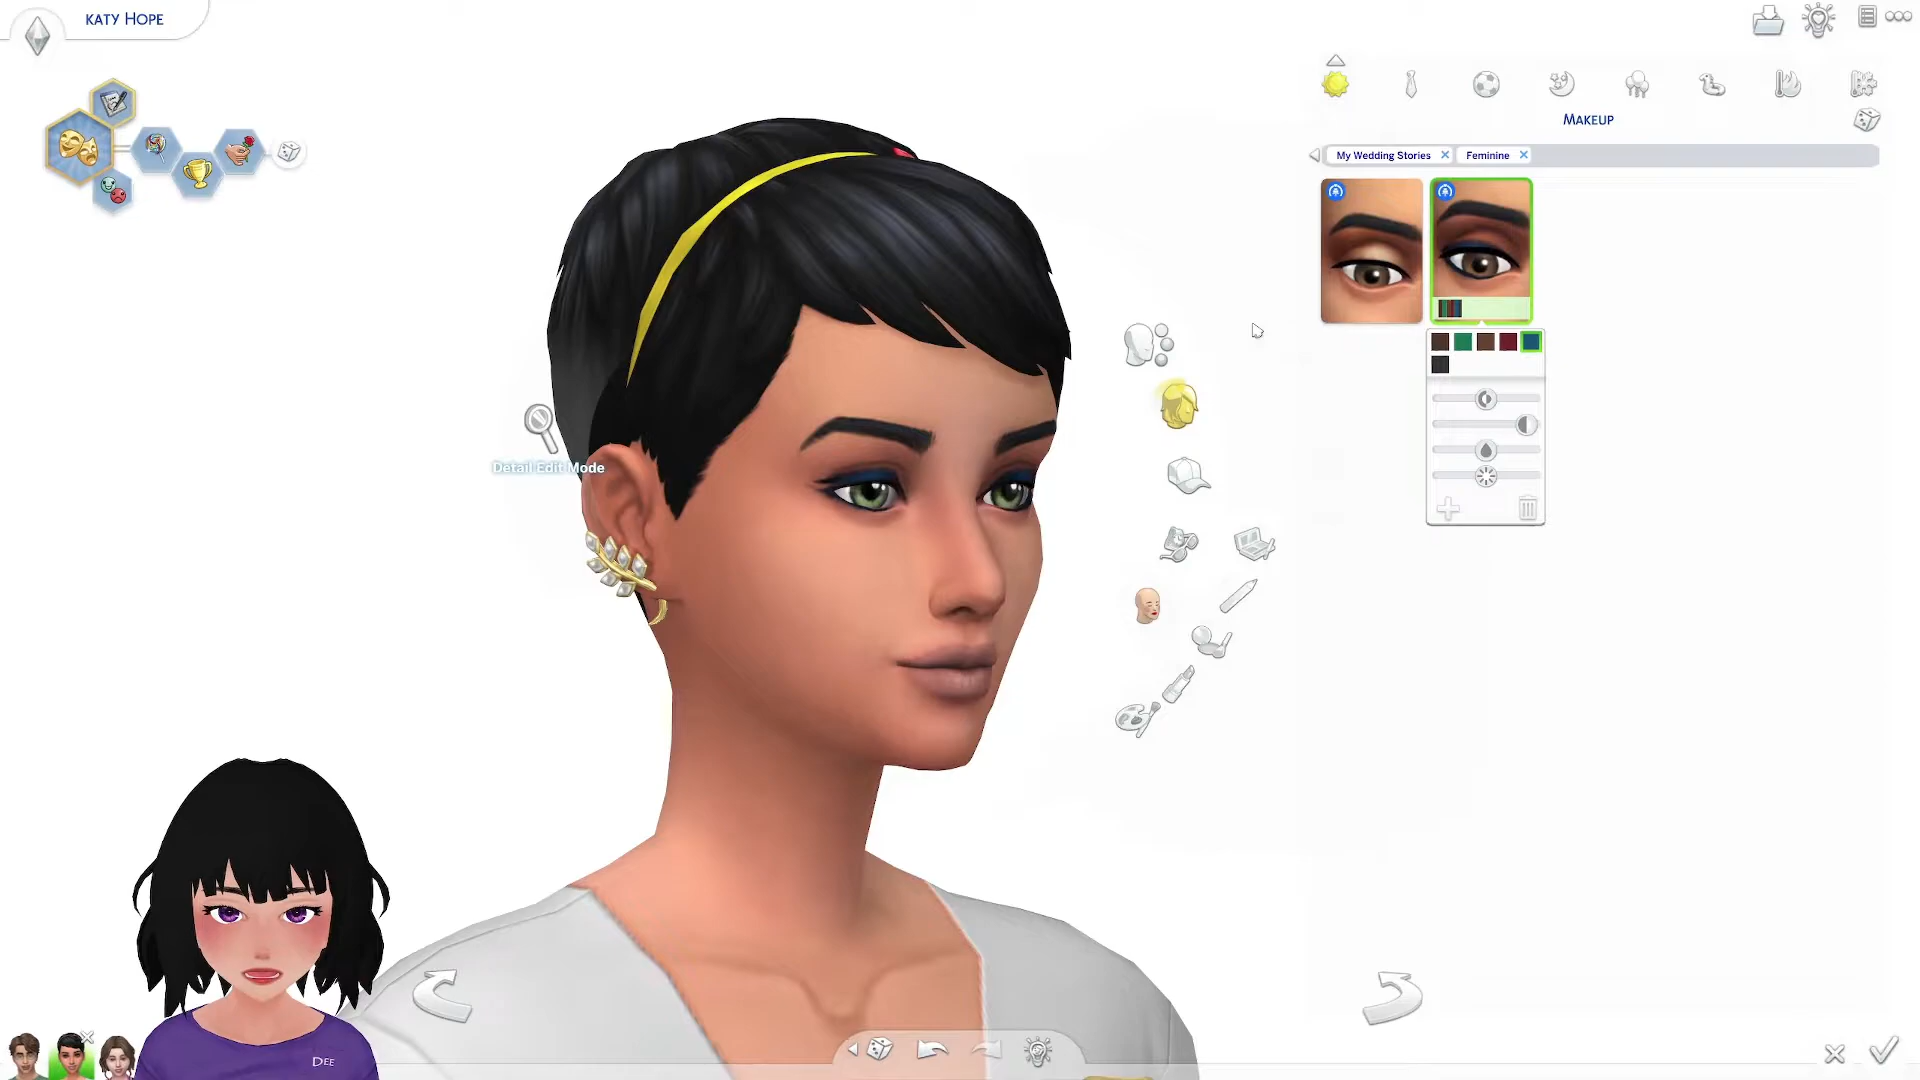 KATY HOPE
MAKEUP
My Wedding Stories
Feminine
Detail Edit Mode
DEE